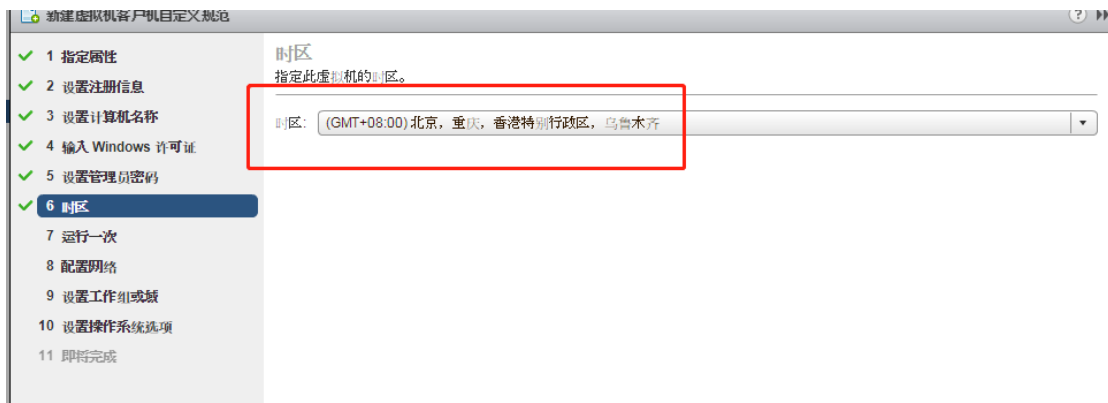 新建虚拟机客户机自定义规范
1 指定属性
2 设置注册信息
3 设置计算机名称
4 输入 Windows 许可证
5 设置管理员密码
6 时区
7 运行一次
8 配置网络
9 设置工作组或域
10 设置操作系统选项
11 即将完成
时区
指定此虚拟机的时区。
时区: (GMT+08:00) 北京，重庆，香港特别行政区，乌鲁木齐